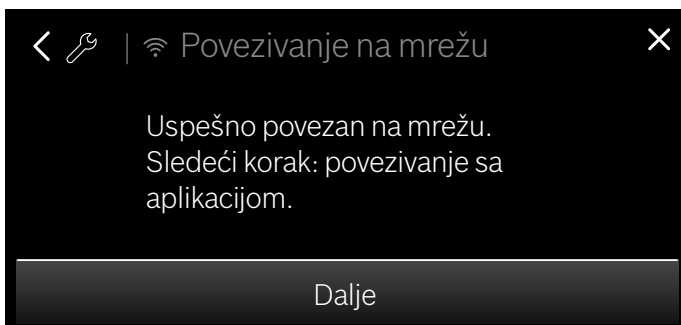 Povezivanje na mrežu
Uspešno povezan na mrežu.
Sledeći korak: povezivanje sa
aplikacijom.
Dalje